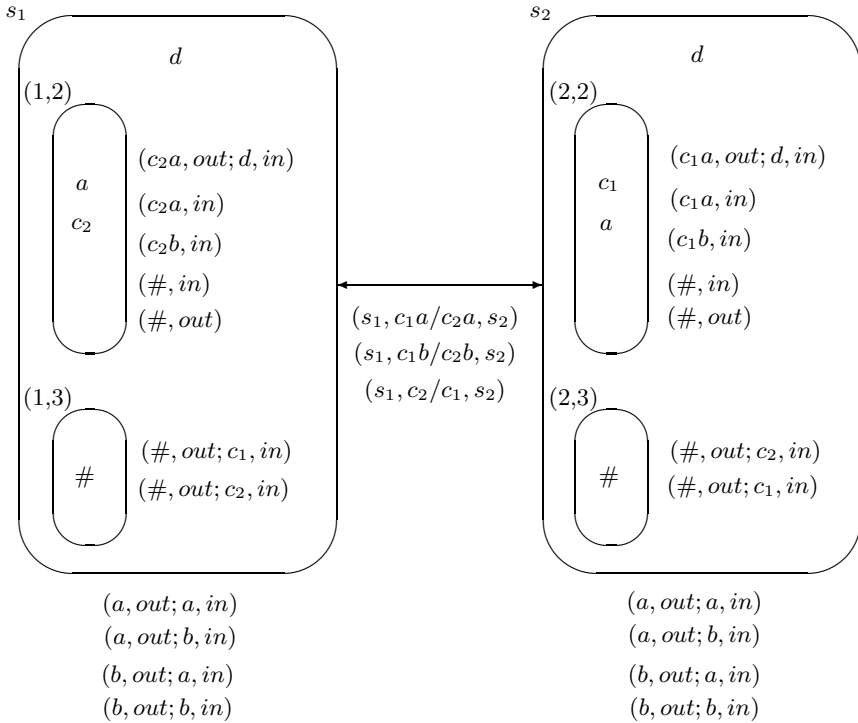 s₁
d
(1,2)
a
c₂
(c₂a, out; d, in)
(c₂a, in)
(c₂b, in)
(#, in)
(#, out)
(1,3)
#
(#, out; c₁, in)
(#, out; c₂, in)
(a, out; a, in)
(a, out; b, in)
(b, out; a, in)
(b, out; b, in)
(s₁, c₁a/c₂a, s₂)
(s₁, c₁b/c₂b, s₂)
(s₁, c₂/c₁, s₂)
s₂
d
(2,2)
c₁
a
(c₁a, out; d, in)
(c₁a, in)
(c₁b, in)
(#, in)
(#, out)
(2,3)
#
(#, out; c₂, in)
(#, out; c₁, in)
(a, out; a, in)
(a, out; b, in)
(b, out; a, in)
(b, out; b, in)